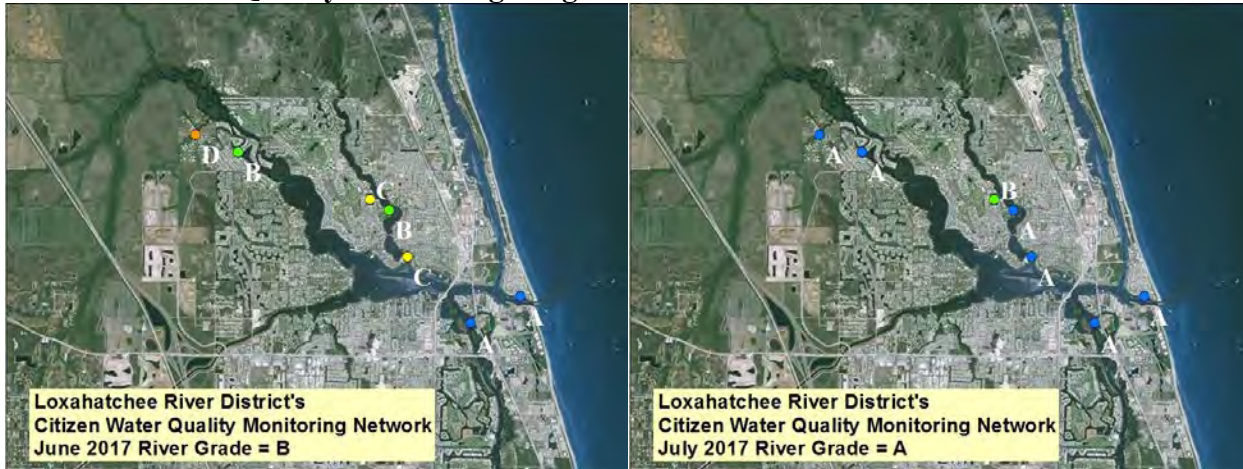 D
B
C
B
C
A
A
Loxahatchee River District's
Citizen Water Quality Monitoring Network
June 2017 River Grade = B
A
A
B
A
A
A
A
Loxahatchee River District's
Citizen Water Quality Monitoring Network
July 2017 River Grade = A